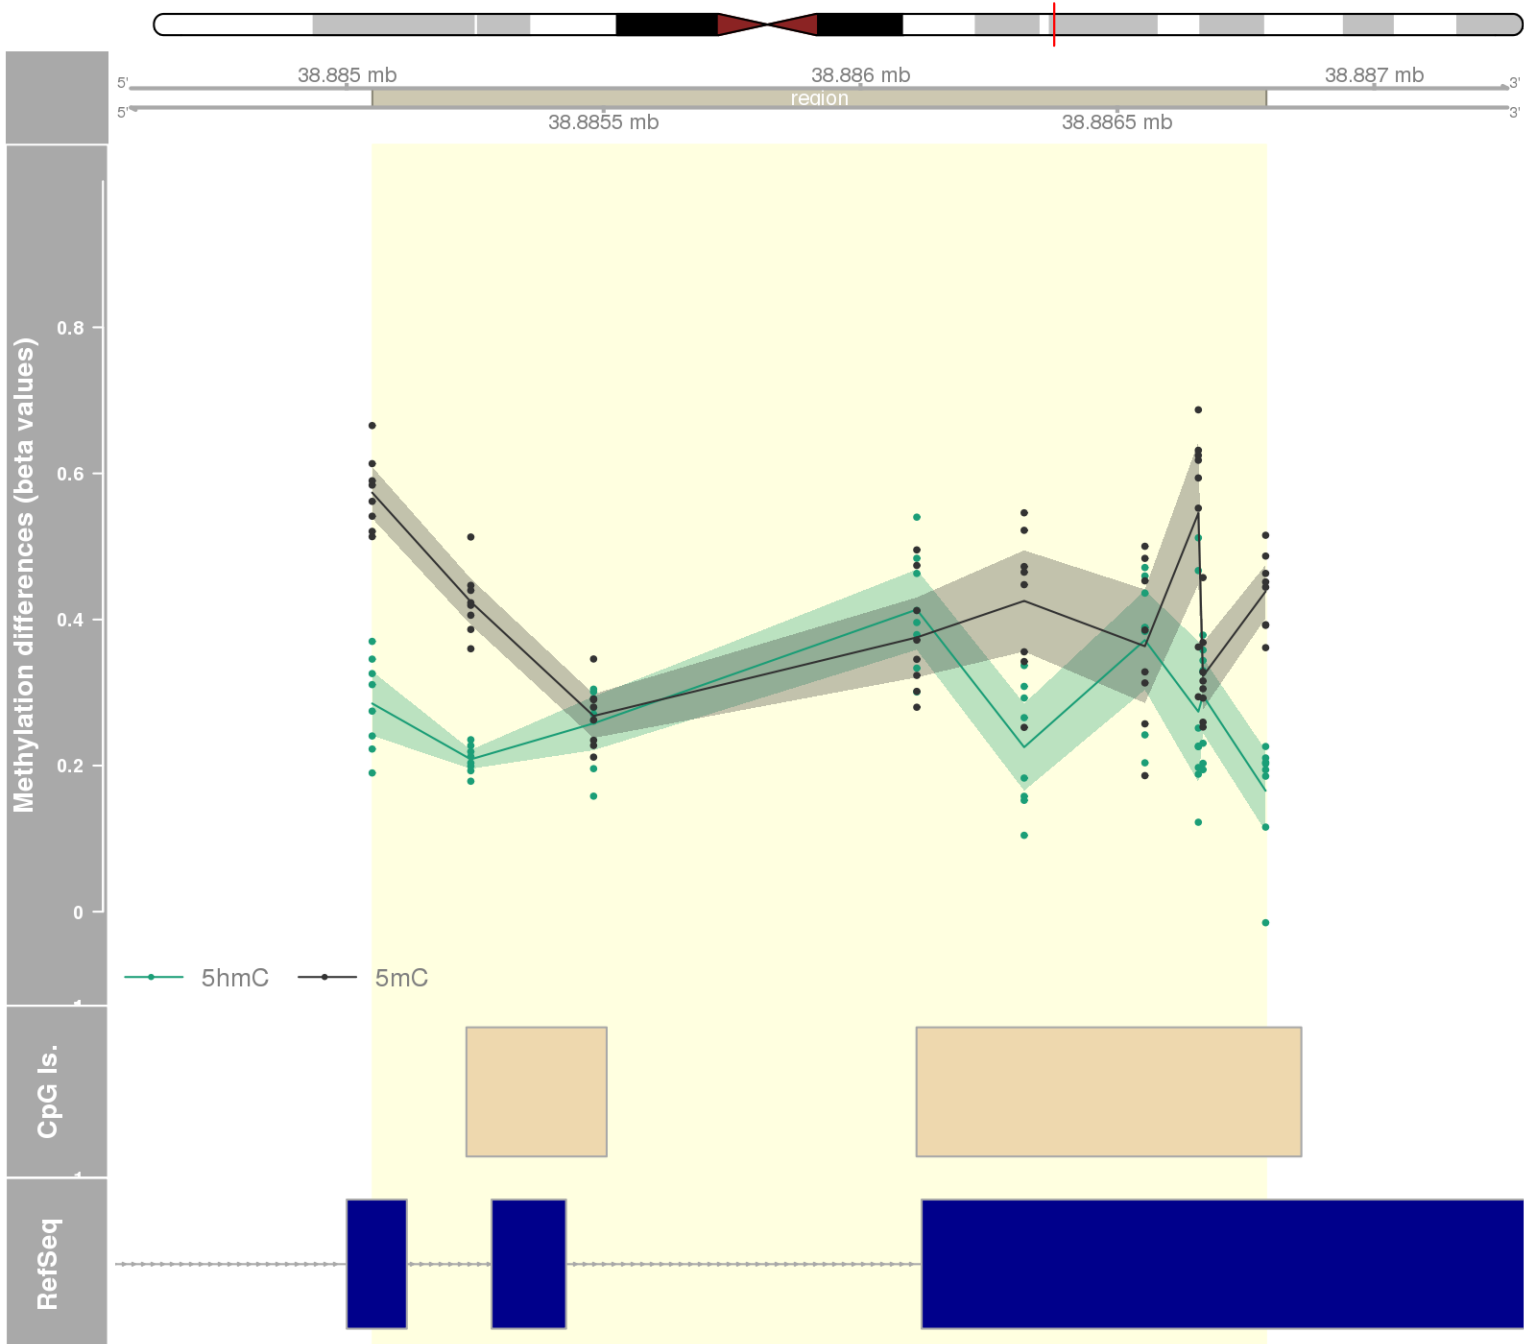 38.885 mb 38.886 mb 38.887 mb
5' 3'
region
5' 3'
38.8855 mb 38.8865 mb
Methylation differences (beta values)
0.8
0.6
0.4
0.2
0
5hmC 5mC
CpG Is.
RefSeq